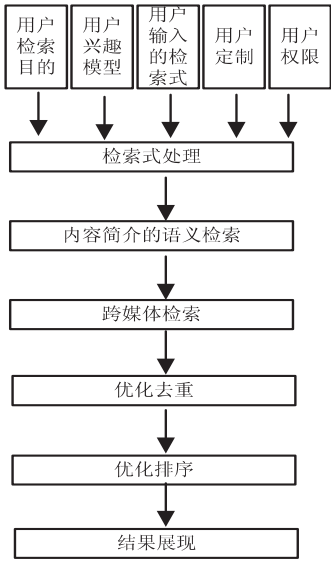 用户
检索
目的
用户
兴趣
模型
用户
输入
的检
索式
用户
定制
用户
权限
检索式处理
内容简介的语义检索
跨媒体检索
优化去重
优化排序
结果展现